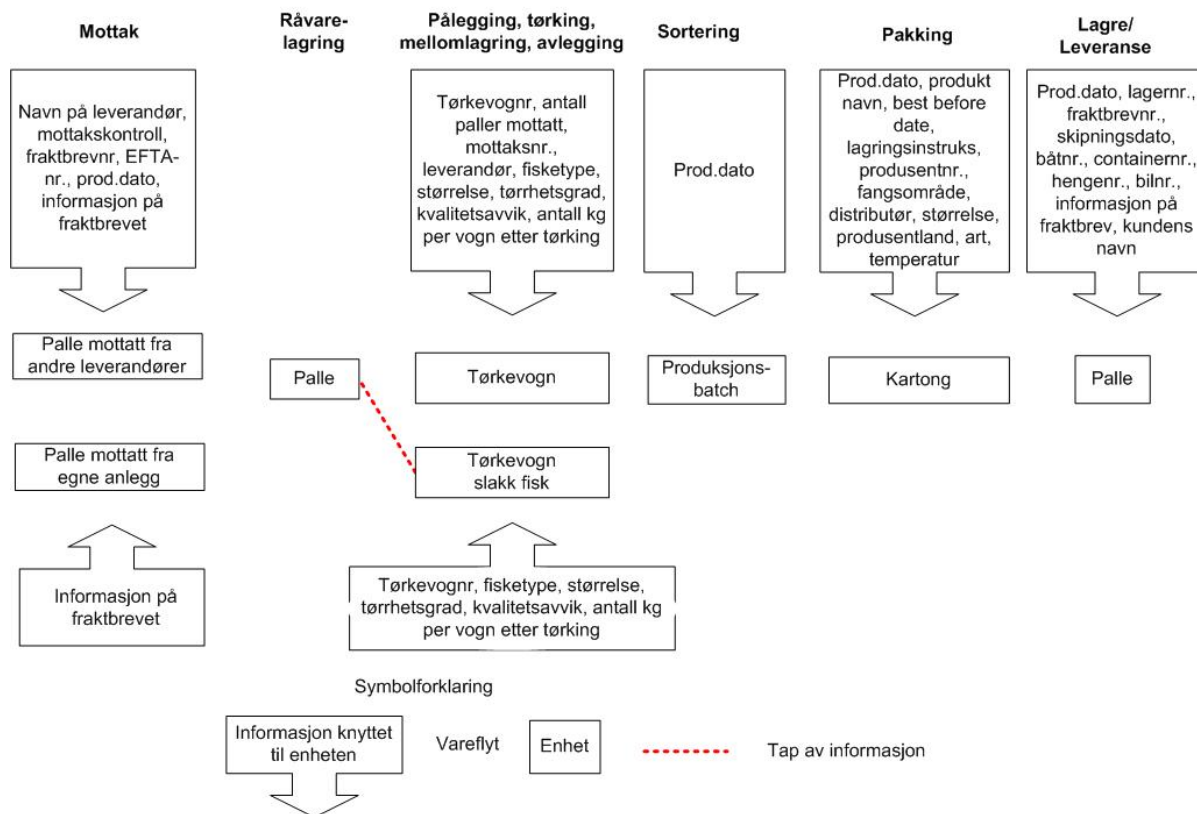 Mottak
Råvare-
lagring
Pålegging, tørking,
mellomlagring, avlegging
Sortering
Pakking
Lagre/
Leveranse
Navn på leverandør,
mottakskontroll,
fraktbrevnr, EFTA-
nr., prod.dato,
informasjon på
fraktbrevet
Tørkevognr, antall
paller mottatt,
mottaksnr.,
leverandør, fisketype,
størrelse, tørrhetsgrad,
kvalitetsavvik, antall kg
per vogn etter tørking
Prod.dato
Prod.dato, produkt
navn, best before
date,
lagringsinstruks,
produsentnr.,
fangsområde,
distributør, størrelse,
produsentland, art,
temperatur
Prod.dato, lagernr.,
fraktbrevnr.,
skipningsdato,
båtnr., containernr.,
hengenr., bilnr.,
informasjon på
fraktbrev, kundens
navn
Palle mottatt fra
andre leverandører
Palle
Tørkevogn
Produksjons-
batch
Kartong
Palle
Palle mottatt fra
egne anlegg
Tørkevogn
slakk fisk
Informasjon på
fraktbrevet
Tørkevognr, fisketype, størrelse,
tørrhetsgrad, kvalitetsavvik, antall kg
per vogn etter tørking
Symbolforklaring
Informasjon knyttet
til enheten
Vareflyt
Enhet
Tap av informasjon